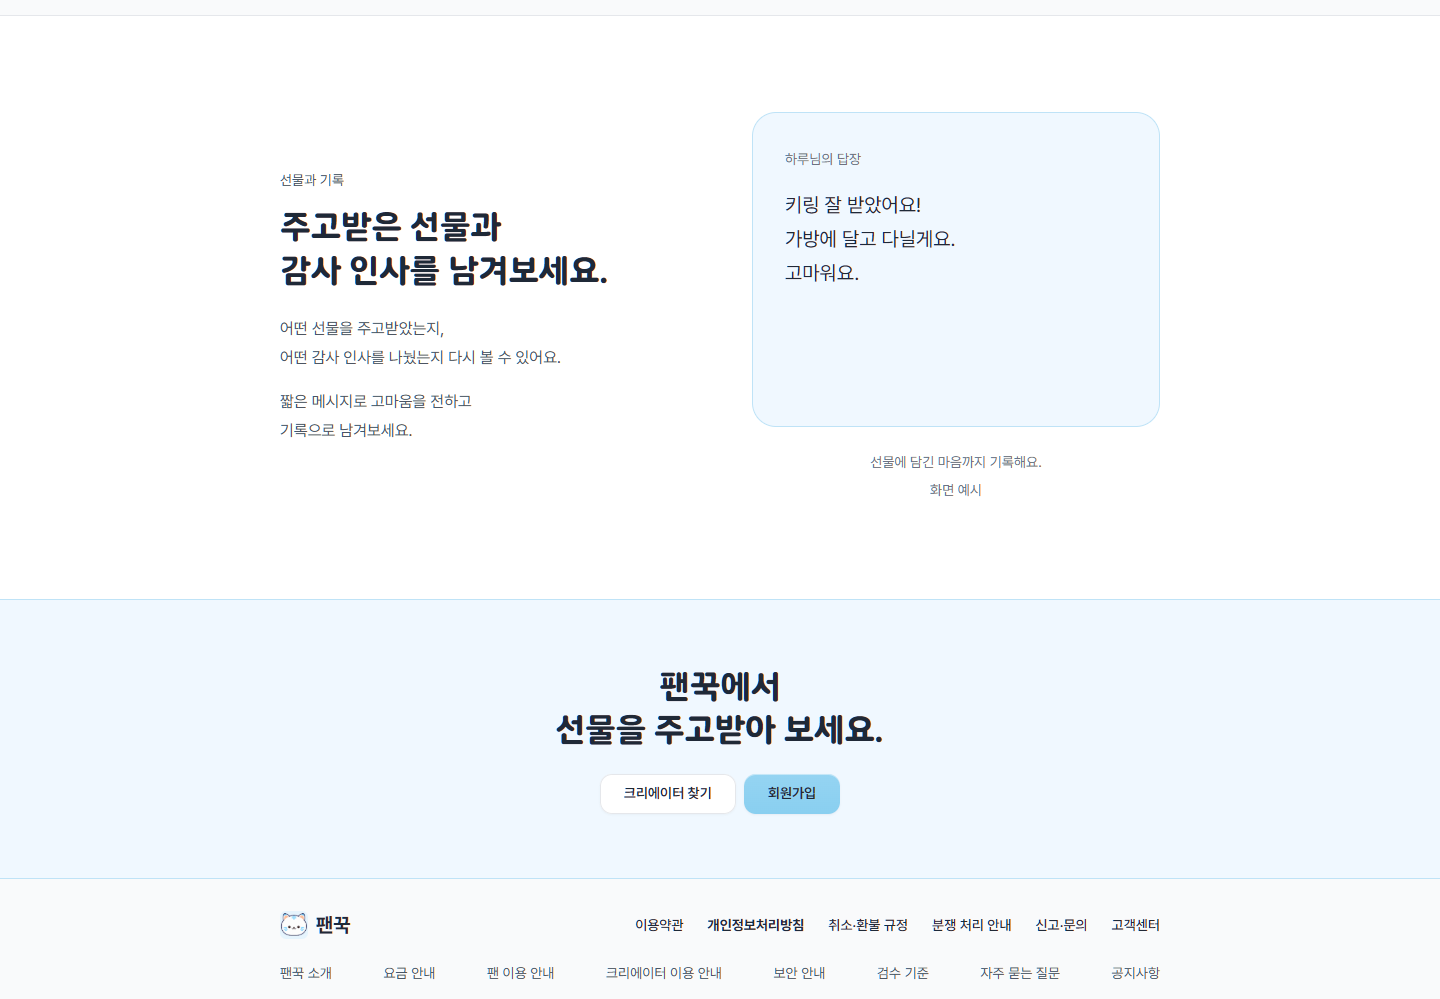 선물과 기록
주고받은 선물과
감사 인사를 남겨보세요.
어떤 선물을 주고받았는지,
어떤 감사 인사를 나눴는지 다시 볼 수 있어요.
짧은 메시지로 고마움을 전하고
기록으로 남겨보세요.
하루님의 답장
키링 잘 받았어요!
가방에 달고 다닐게요.
고마워요.
선물에 담긴 마음까지 기록해요.
화면 예시
팬꾹에서
선물을 주고받아 보세요.
크리에이터 찾기
회원가입
팬꾹
이용약관
개인정보처리방침
취소·환불 규정
분쟁 처리 안내
신고·문의
고객센터
팬꾹 소개
요금 안내
팬 이용 안내
크리에이터 이용 안내
보안 안내
검수 기준
자주 묻는 질문
공지사항